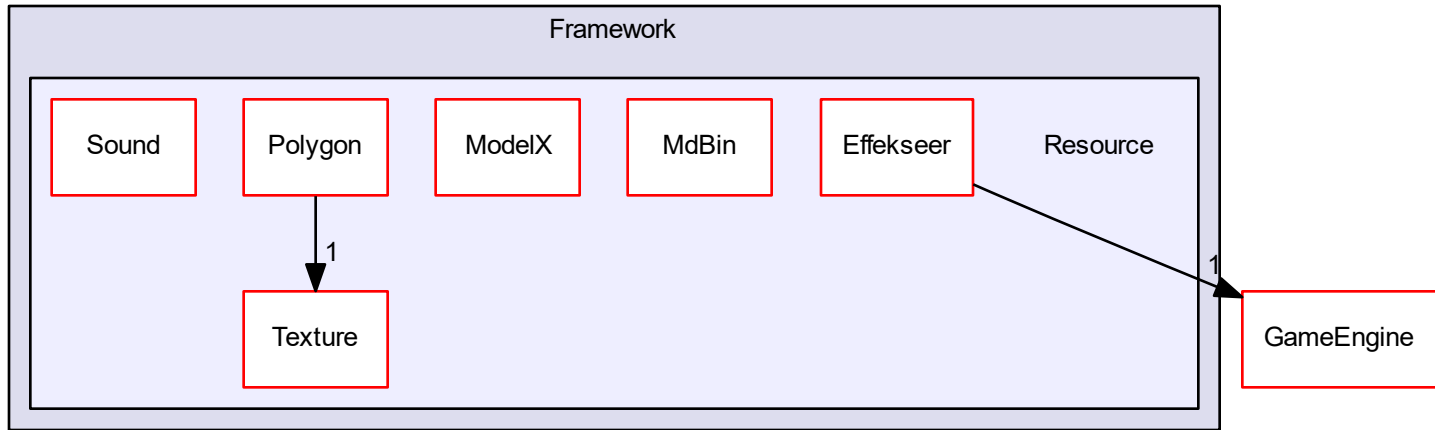 Framework
Sound
Polygon
ModelX
MdBin
Effekseer
Resource
1
1
Texture
GameEngine